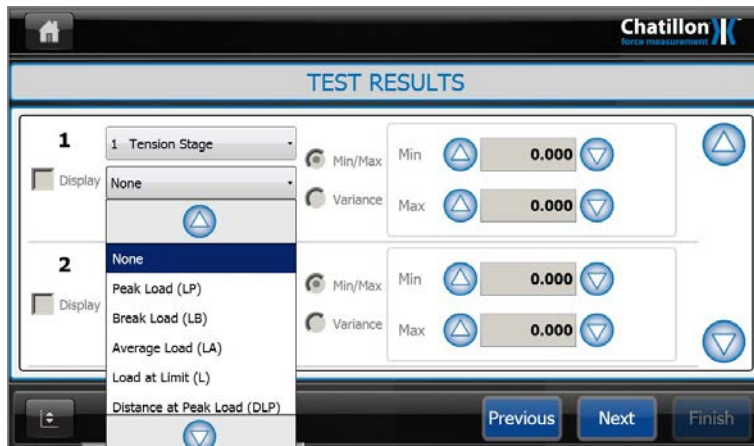 Chatillon
force measurement
TEST RESULTS
1
1 Tension Stage
Display
None
Min/Max
Variance
Min
0.000
Max
0.000
None
Peak Load (LP)
Break Load (LB)
Average Load (LA)
Load at Limit (L)
Distance at Peak Load (DLP)
2
Display
Min/Max
Variance
Min
0.000
Max
0.000
Previous
Next
Finish